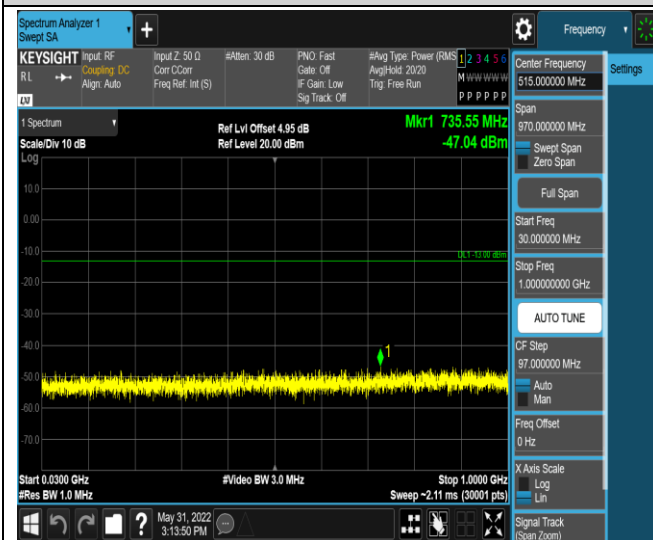 Spectrum Analyzer 1
Swept SA
Frequency
KEYSIGHT
RL
LXI
Input: RF
Coupling: DC
Align: Auto
Input Z: 50 Ω
Corr CCorr
Freq Ref: Int (S)
#Atten: 30 dB
PNO: Fast
Gate: Off
IF Gain: Low
Sig Track: Off
#Avg Type: Power (RMS
Avg|Hold: 20/20
Trig: Free Run
1 2 3 4 5 6
M W W W W W
P P P P P P
Center Frequency
515.000000 MHz
Settings
Span
970.000000 MHz
Swept Span
Zero Span
Full Span
Start Freq
30.000000 MHz
Stop Freq
1.000000000 GHz
AUTO TUNE
CF Step
97.000000 MHz
Auto
Man
Freq Offset
0 Hz
X Axis Scale
Log
Lin
Signal Track
(Span Zoom)
1 Spectrum
Scale/Div 10 dB
Log
Ref Lvl Offset 4.95 dB
Ref Level 20.00 dBm
Mkr1 735.55 MHz
-47.04 dBm
10.0
0.00
-10.0
DL1 -13.00 dBm
-20.0
-30.0
-40.0
1
-50.0
-60.0
-70.0
Start 0.0300 GHz
#Video BW 3.0 MHz
Stop 1.0000 GHz
#Res BW 1.0 MHz
Sweep ~2.11 ms (30001 pts)
?
May 31, 2022
3:13:50 PM